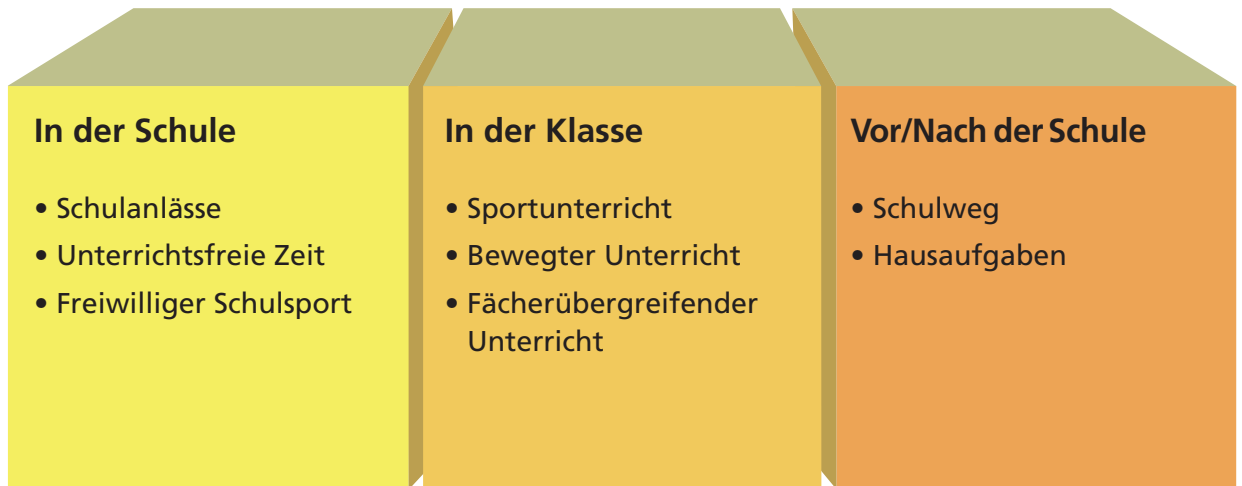 In der Schule
• Schulanlässe
• Unterrichtsfreie Zeit
• Freiwilliger Schulsport
In der Klasse
• Sportunterricht
• Bewegter Unterricht
• Fächerübergreifender
Unterricht
Vor/Nach der Schule
• Schulweg
• Hausaufgaben